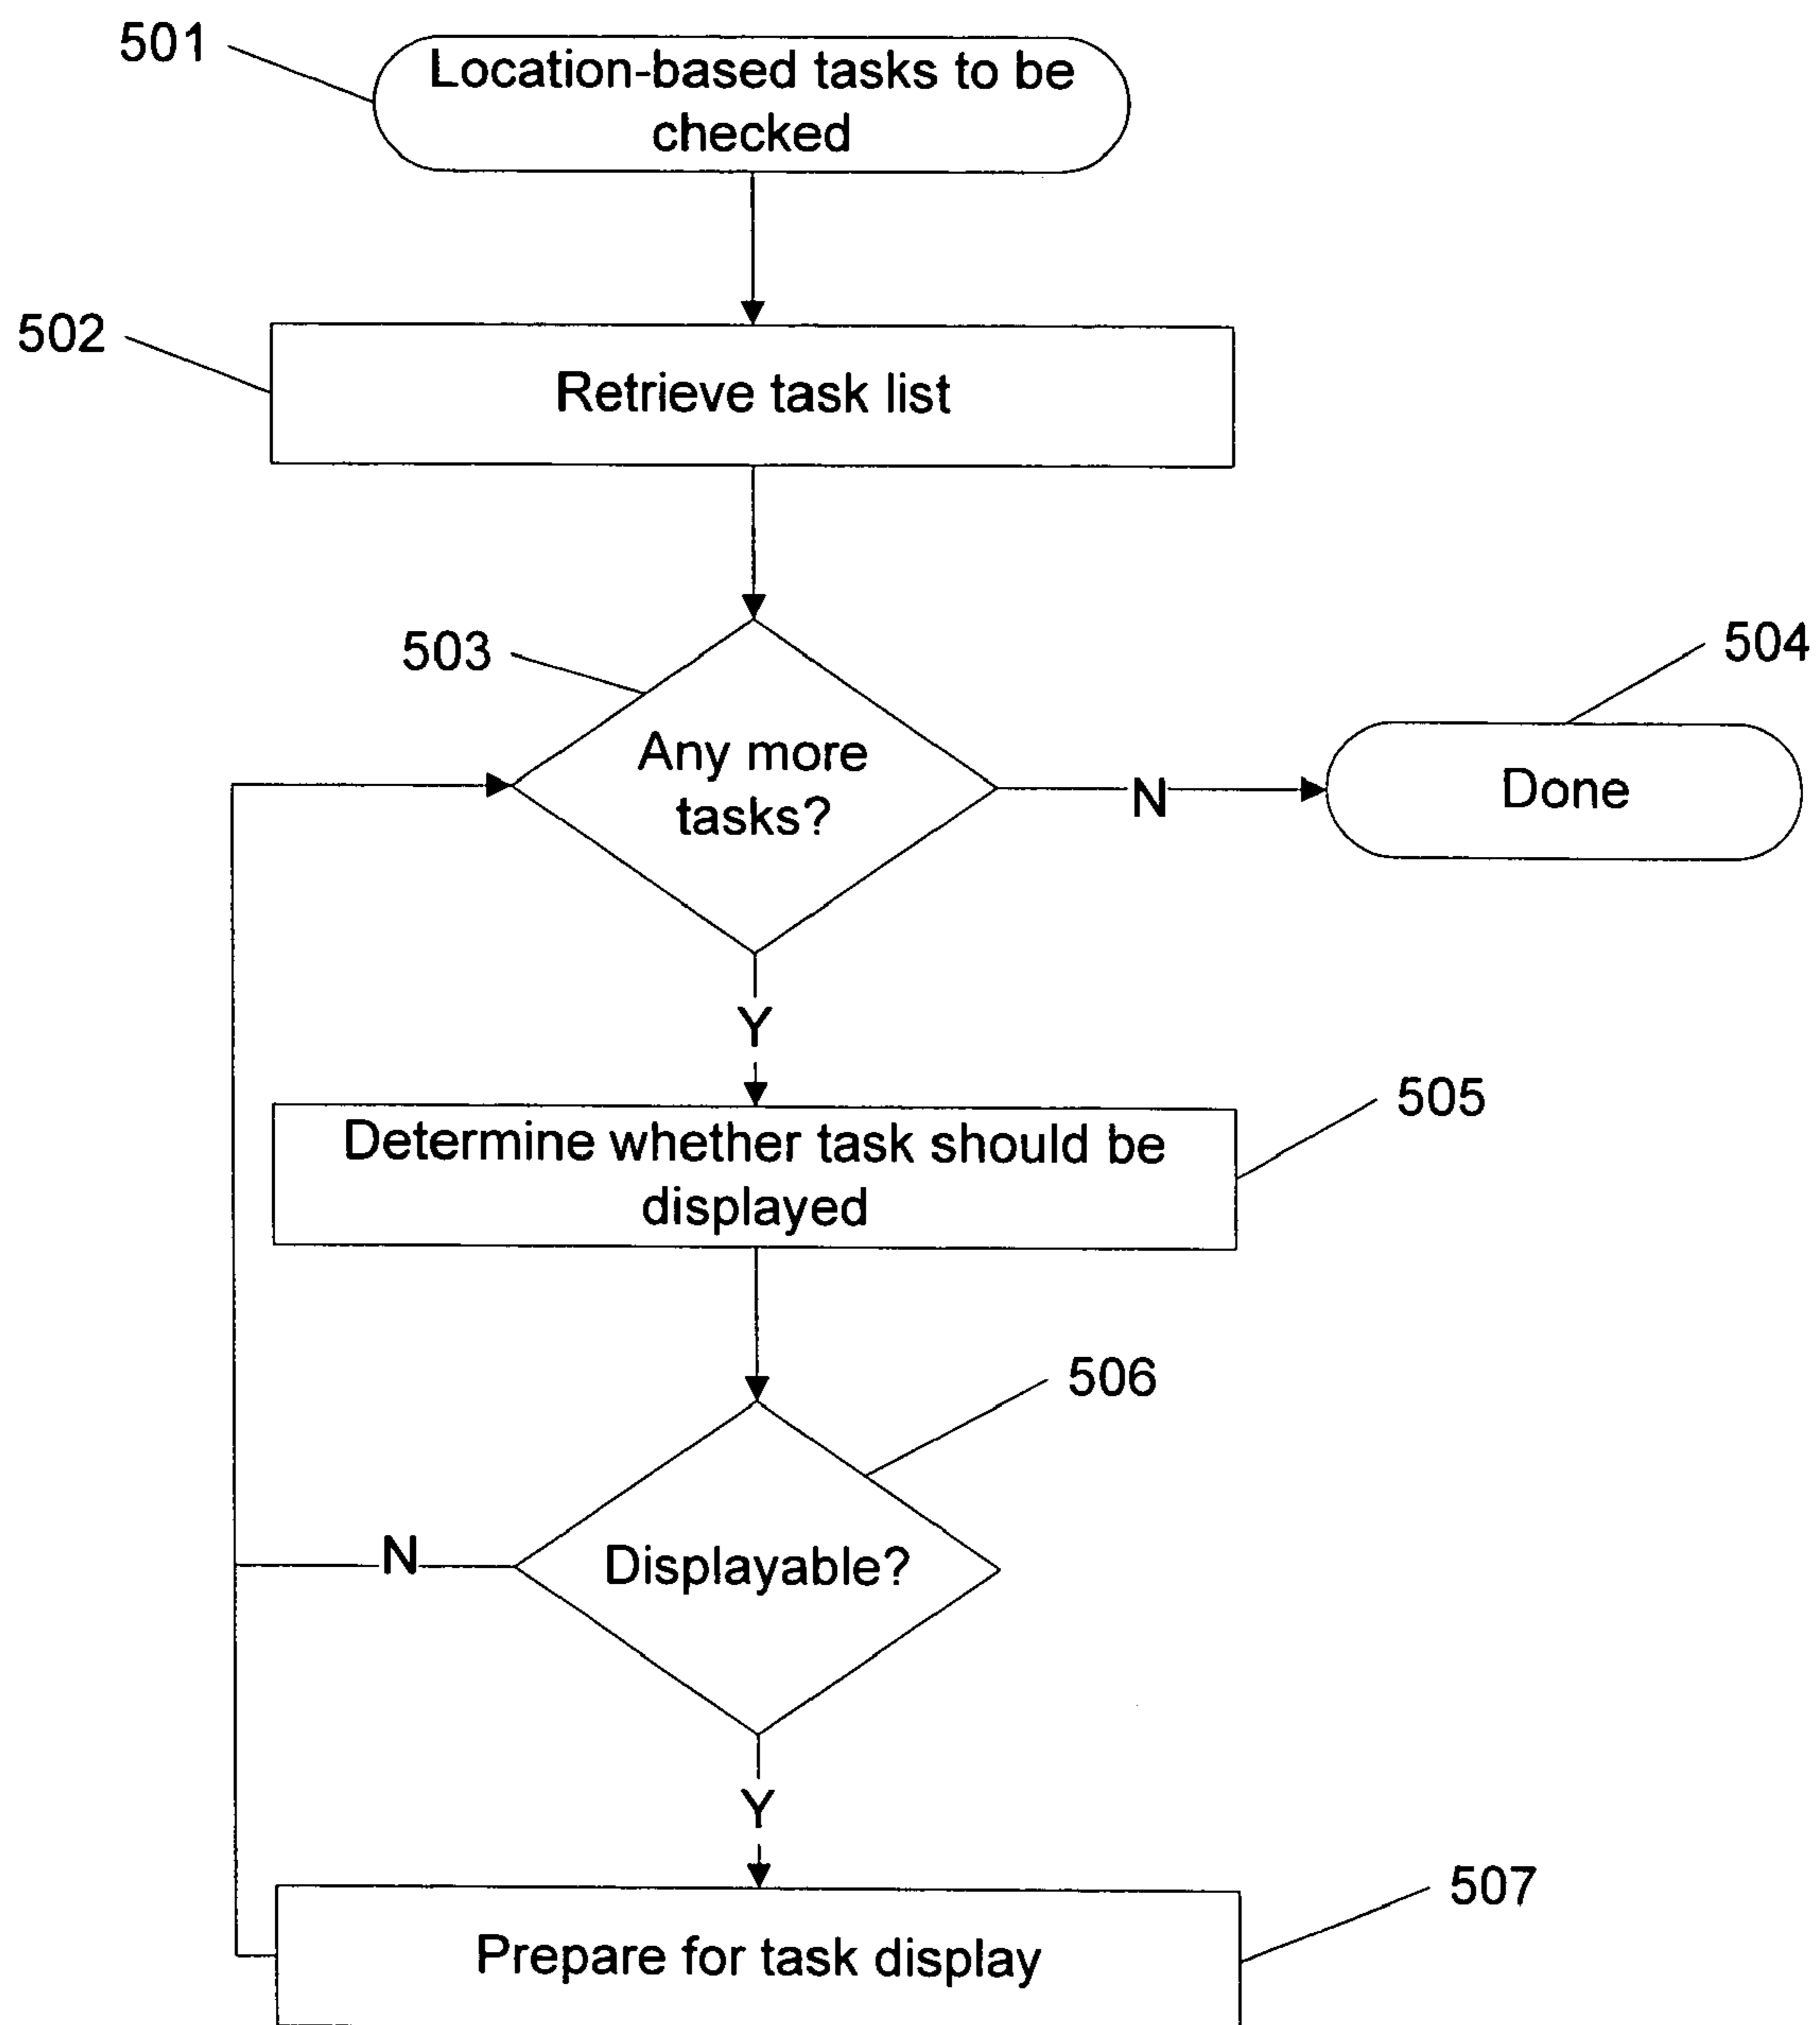 501
Location-based tasks to be
checked
502
Retrieve task list
503
504
Any more
tasks?
N
Done
Y
505
Determine whether task should be
displayed
506
N
Displayable?
Y
507
Prepare for task display